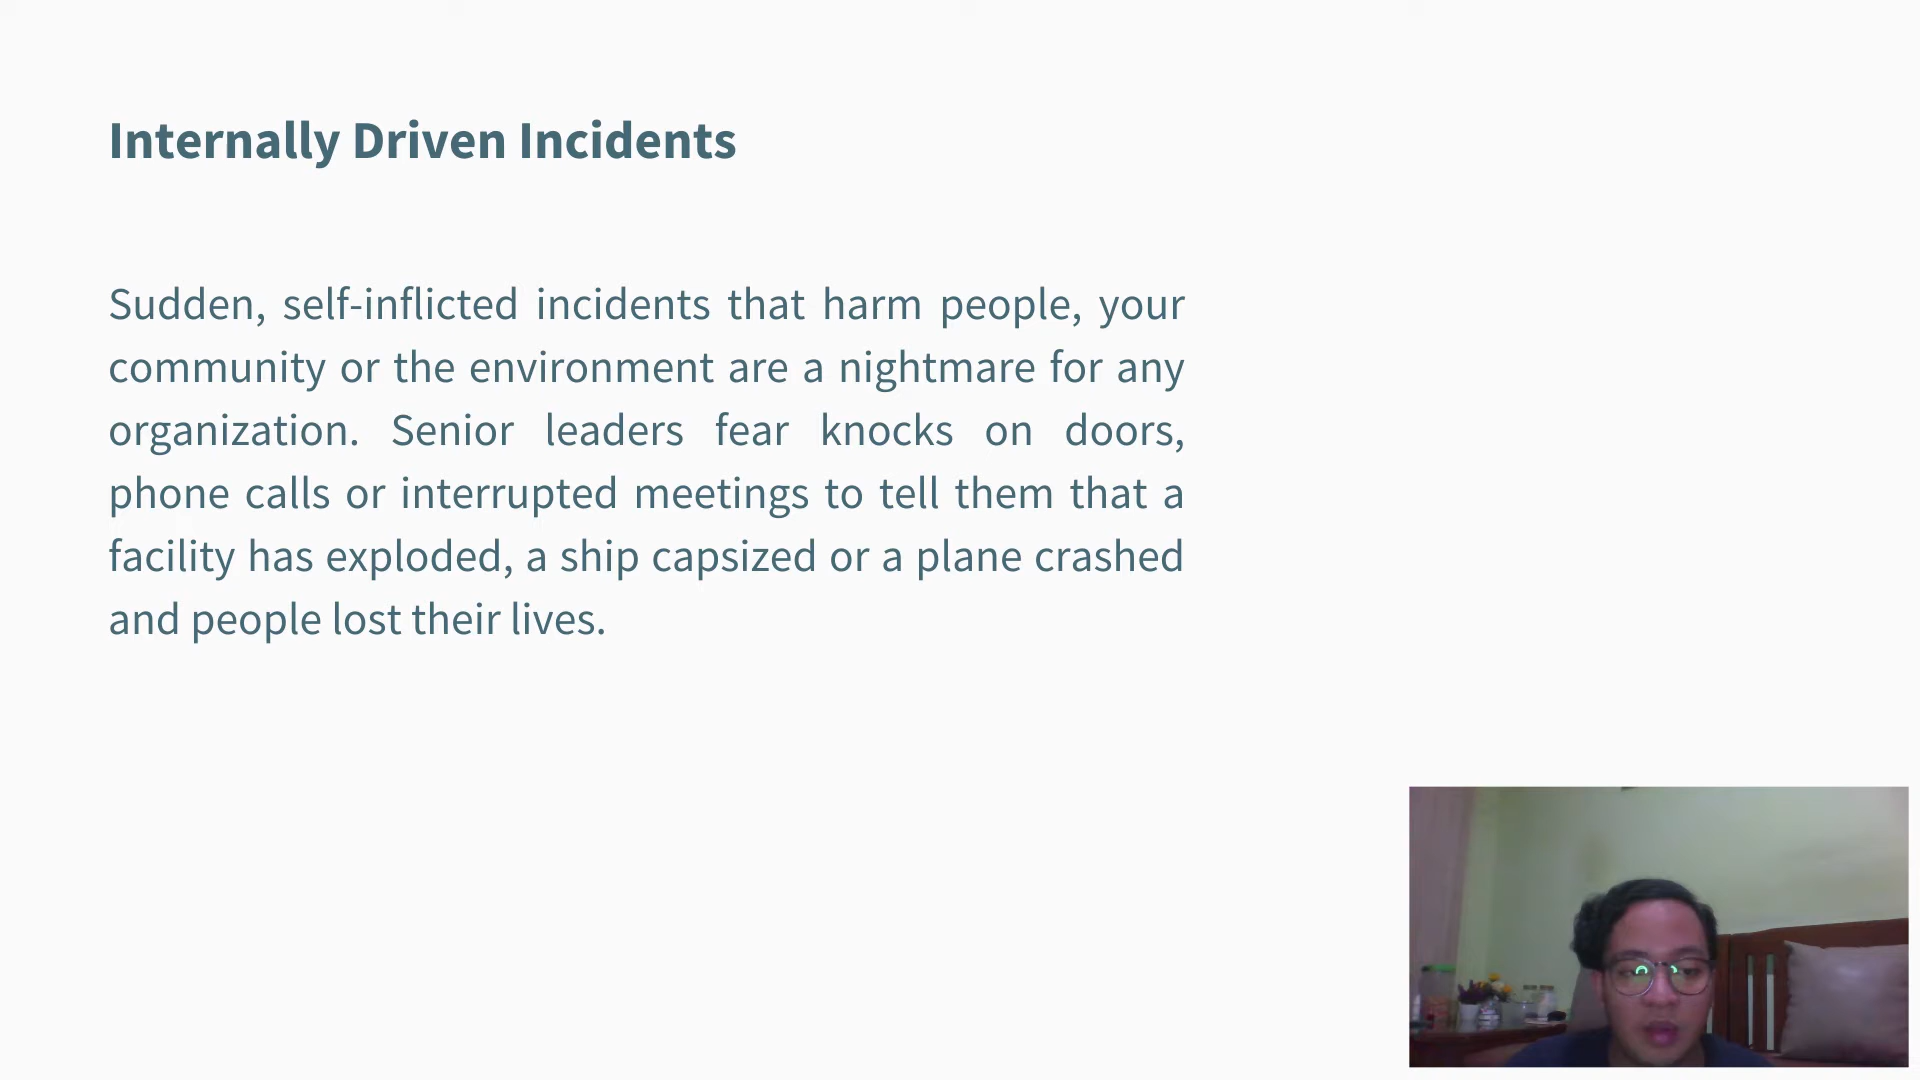 Internally Driven Incidents
Sudden, self-inflicted incidents that harm people, your
community or the environment are a nightmare for any
organization. Senior leaders fear knocks on doors,
phone calls or interrupted meetings to tell them that a
facility has exploded, a ship capsized or a plane crashed
and people lost their lives.